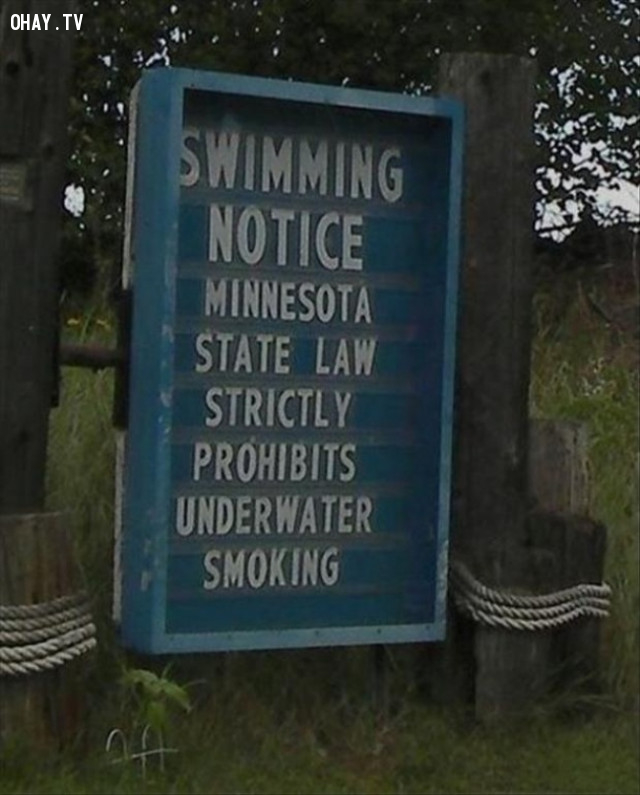 OHAY.TV
SWIMMING
NOTICE
MINNESOTA
STATE LAW
STRICTLY
PROHIBITS
UNDERWATER
SMOKING